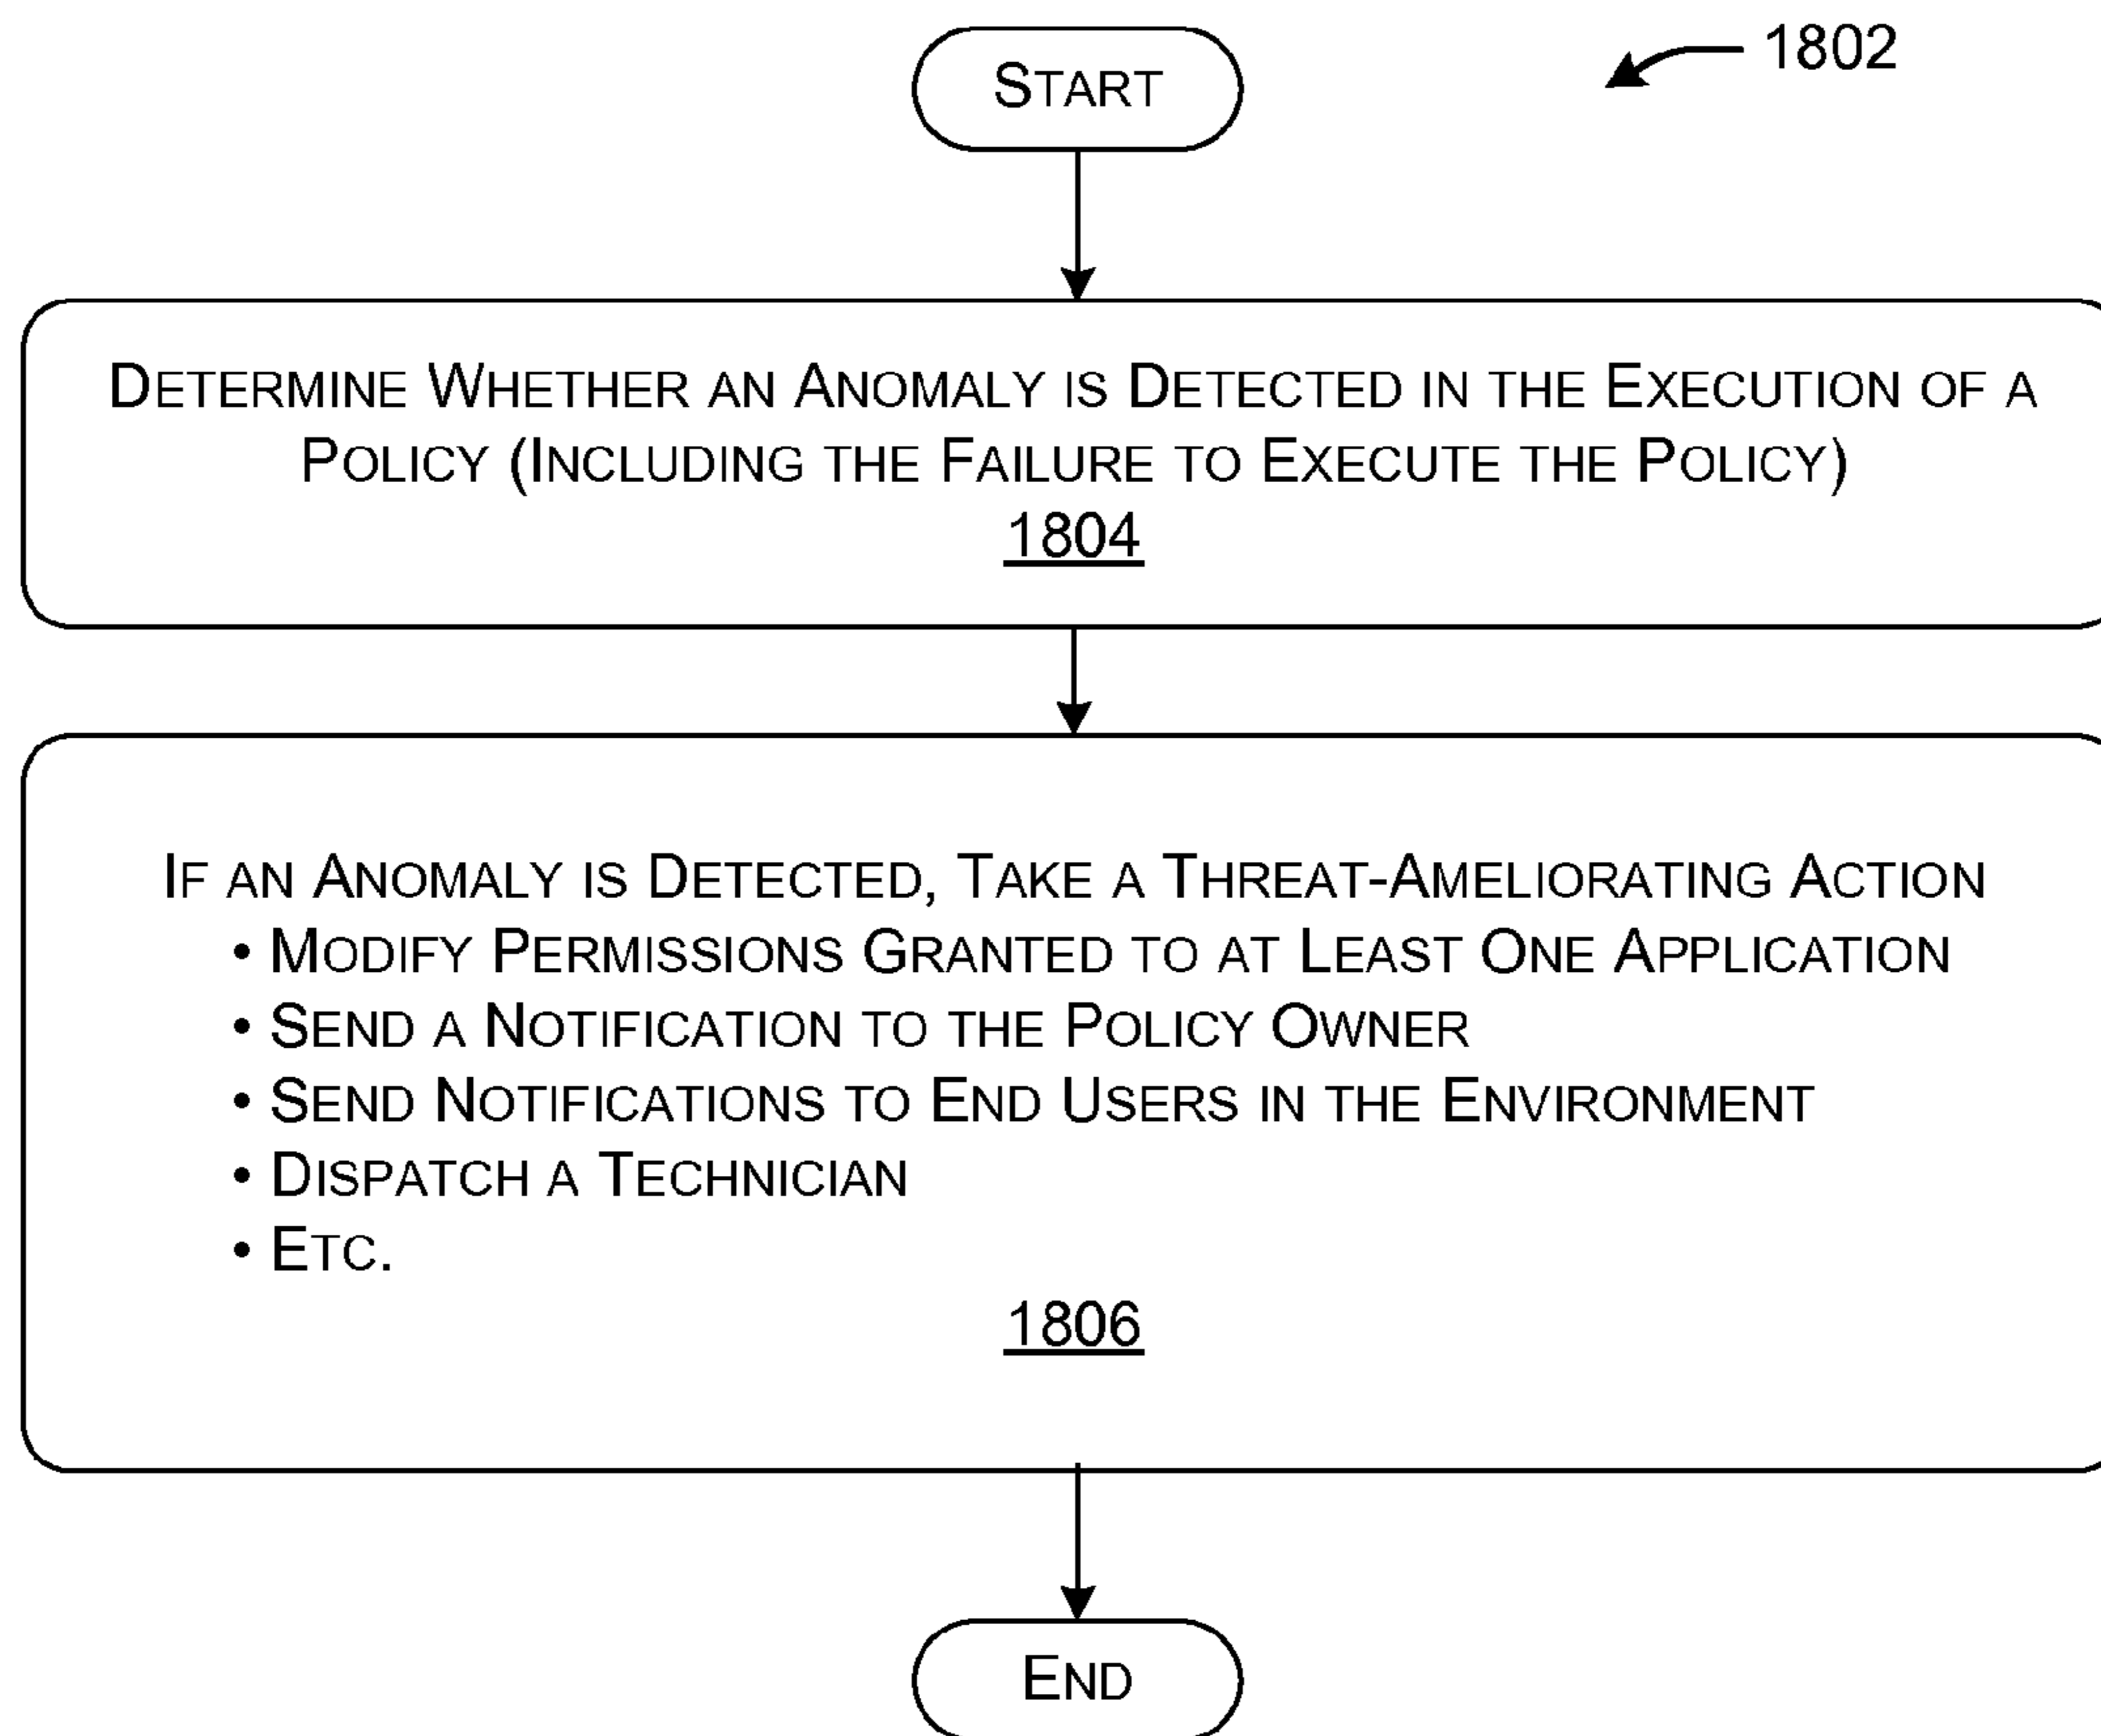 START
1802
DETERMINE WHETHER AN ANOMALY IS DETECTED IN THE EXECUTION OF A
POLICY (INCLUDING THE FAILURE TO EXECUTE THE POLICY)
1804
IF AN ANOMALY IS DETECTED, TAKE A THREAT-AMELIORATING ACTION
• MODIFY PERMISSIONS GRANTED TO AT LEAST ONE APPLICATION
• SEND A NOTIFICATION TO THE POLICY OWNER
• SEND NOTIFICATIONS TO END USERS IN THE ENVIRONMENT
• DISPATCH A TECHNICIAN
• ETC.
1806
END